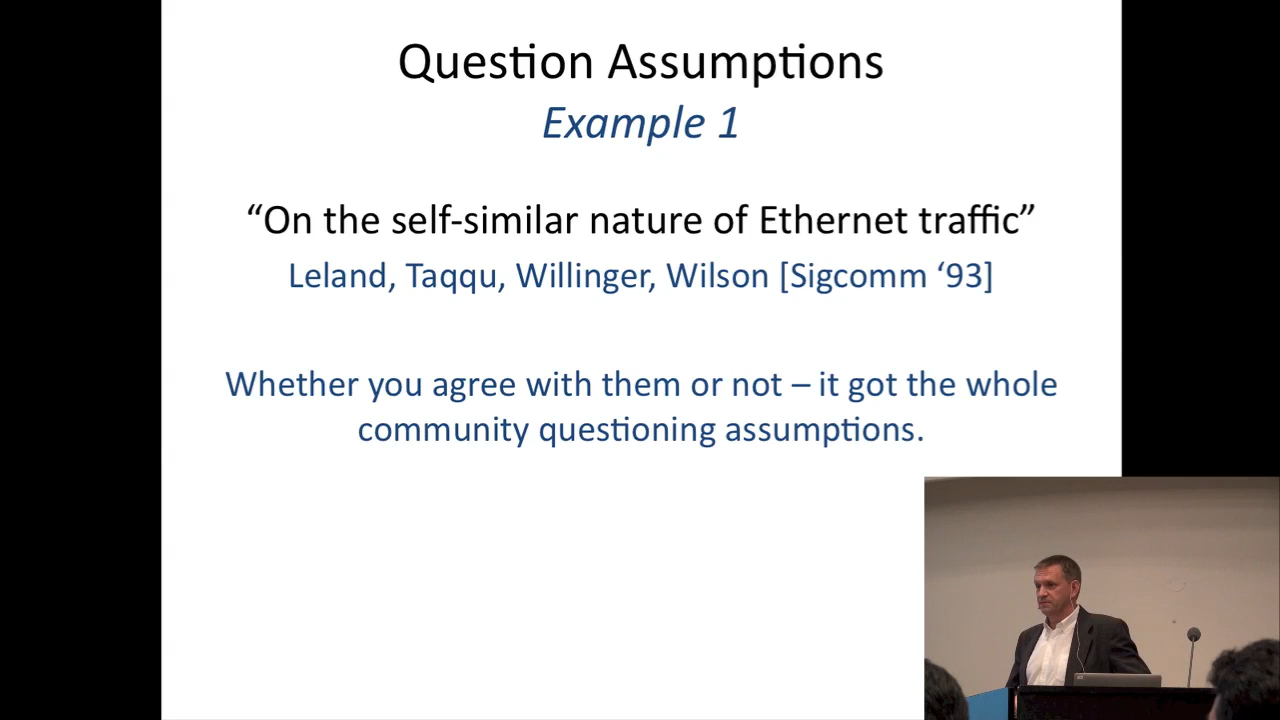 Question Assumptions
Example 1
“On the self-similar nature of Ethernet traffic”
Leland, Taqqu, Willinger, Wilson [Sigcomm ‘93]
Whether you agree with them or not – it got the whole
community questioning assumptions.